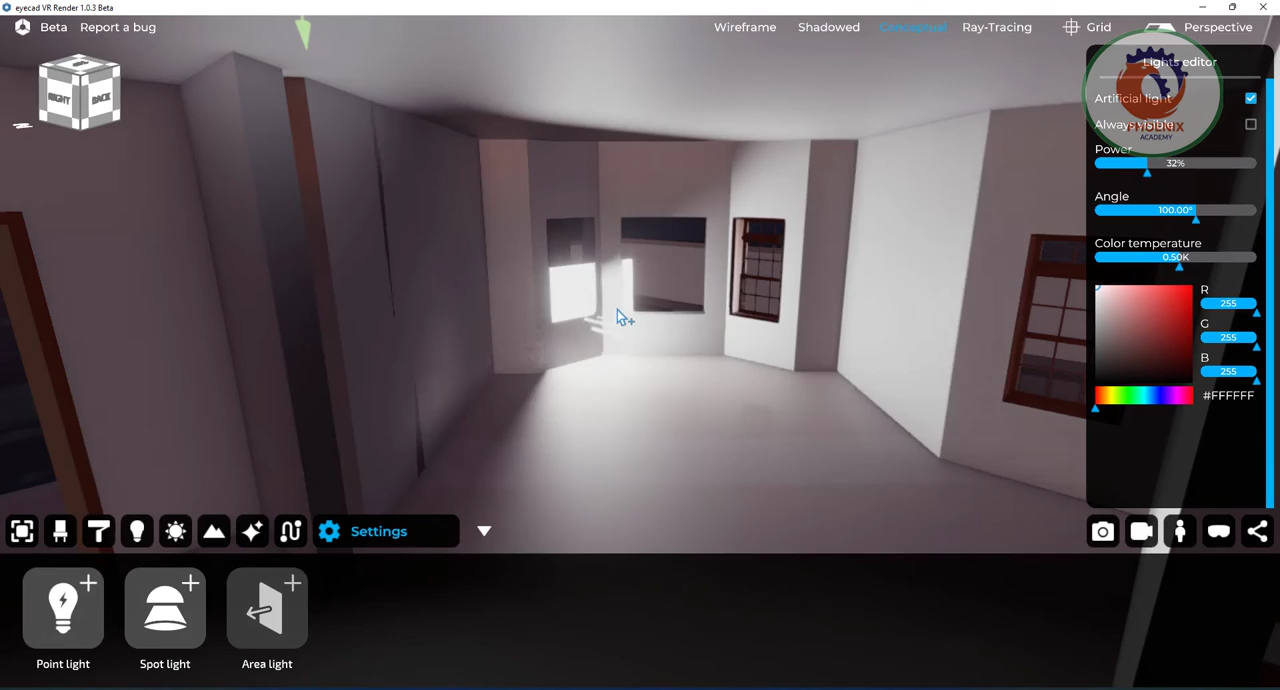 eyecad VR Render 1.0.3 Beta
Beta Report a bug
Wireframe Shadowed Conceptual Ray-Tracing Grid Perspective
RIGHT BACK
Lights editor
Artificial light
Always visible
PHOENIX
ACADEMY
Power
32%
Angle
100.00°
Color temperature
0.50K
R
255
G
255
B
255
#FFFFFF
Settings
Point light Spot light Area light